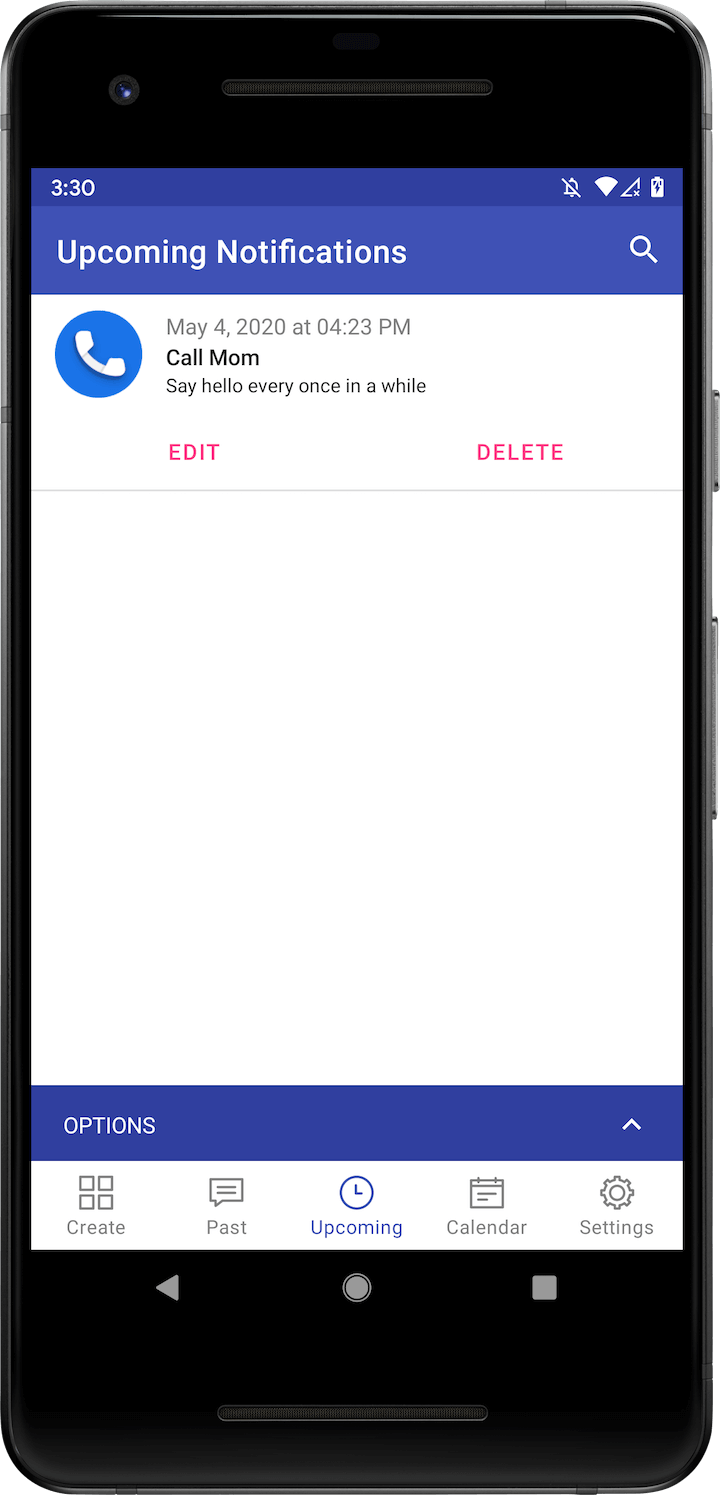 3:30
Upcoming Notifications
May 4, 2020 at 04:23 PM
Call Mom
Say hello every once in a while
EDIT DELETE
OPTIONS
Create Past Upcoming Calendar Settings